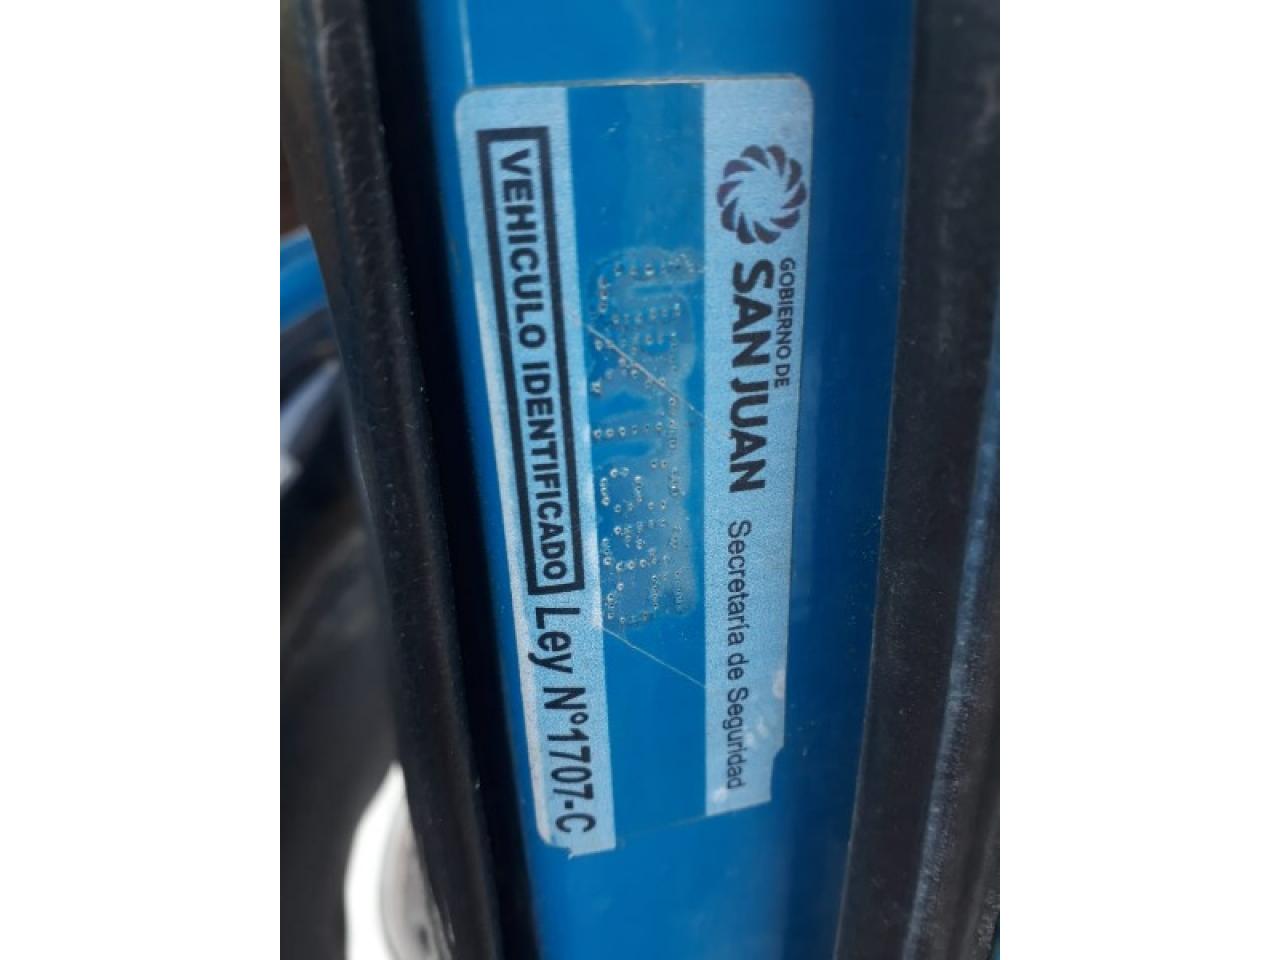 GOBIERNO DE
SAN JUAN
Secretaría de Seguridad
VEHICULO IDENTIFICADO
Ley N°1707-C